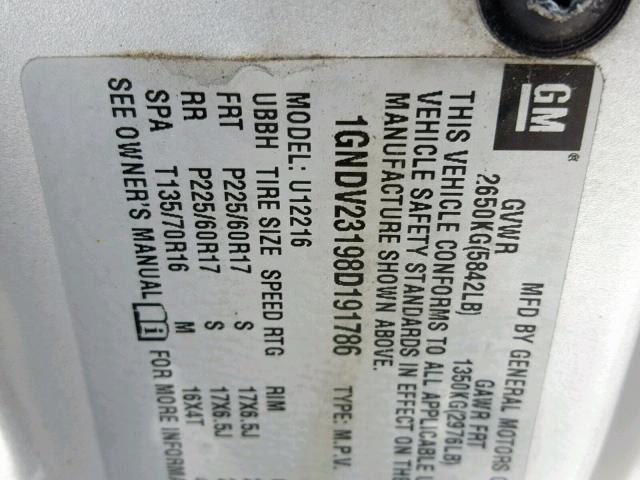 GM
®
MFD BY GENERAL MOTORS
GVWR GAWR FRT
2650KG(5842LB) 1350KG(2976LB)
THIS VEHICLE CONFORMS TO ALL APPLICABLE
VEHICLE SAFETY STANDARDS IN EFFECT ON THE
MANUFACTURE SHOWN ABOVE.
1GNDV23198D191786 TYPE: M.P.V.
MODEL: U12216
UBBH TIRE SIZE SPEED RTG RIM
FRT P225/60R17 S 17X6.5J
RR P225/60R17 S 17X6.5J
SPA T135/70R16 M 16X4T
SEE OWNER'S MANUAL i FOR MORE INFORMA